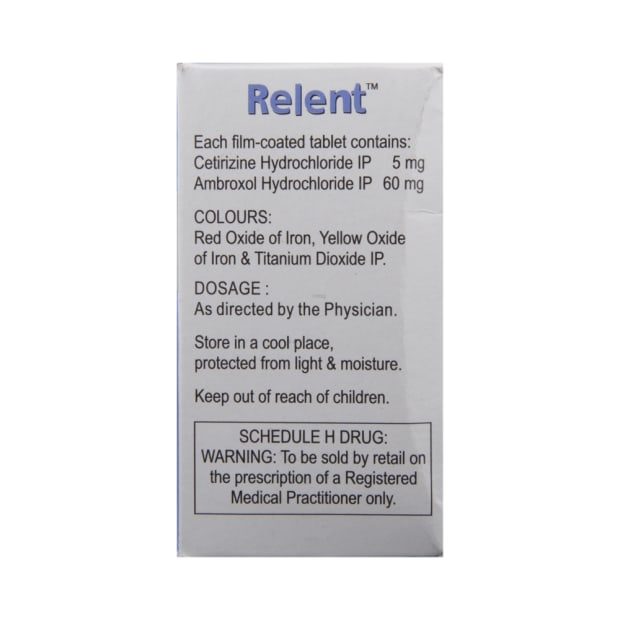 Relent™
Each film-coated tablet contains:
Cetirizine Hydrochloride IP 5 mg
Ambroxol Hydrochloride IP 60 mg
COLOURS:
Red Oxide of Iron, Yellow Oxide
of Iron & Titanium Dioxide IP.
DOSAGE :
As directed by the Physician.
Store in a cool place,
protected from light & moisture.
Keep out of reach of children.
SCHEDULE H DRUG:
WARNING: To be sold by retail on
the prescription of a Registered
Medical Practitioner only.